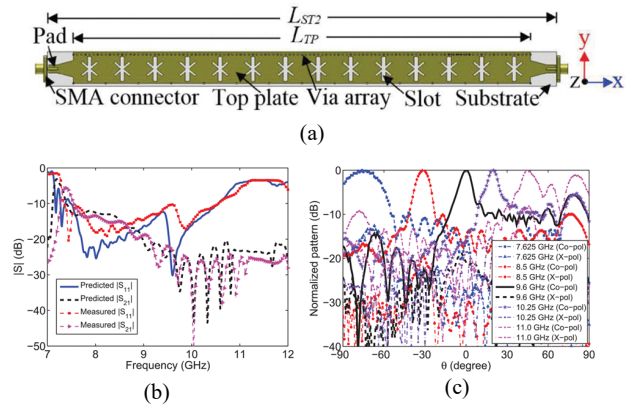 L_ST2
L_TP
Pad
SMA connector
Top plate
Via array
Slot
Substrate
y
z
x
(a)
0
−10
−20
−30
−40
−50
|S| (dB)
7
8
9
10
11
12
Frequency (GHz)
Predicted |S11|
Predicted |S21|
Measured |S11|
Measured |S21|
(b)
0
−10
−20
−30
−40
Normalized pattern (dB)
−90
−60
−30
0
30
60
90
θ (degree)
7.625 GHz (Co−pol)
7.625 GHz (X−pol)
8.5 GHz (Co−pol)
8.5 GHz (X−pol)
9.6 GHz (Co−pol)
9.6 GHz (X−pol)
10.25 GHz (Co−pol)
10.25 GHz (X−pol)
11.0 GHz (Co−pol)
11.0 GHz (X−pol)
(c)